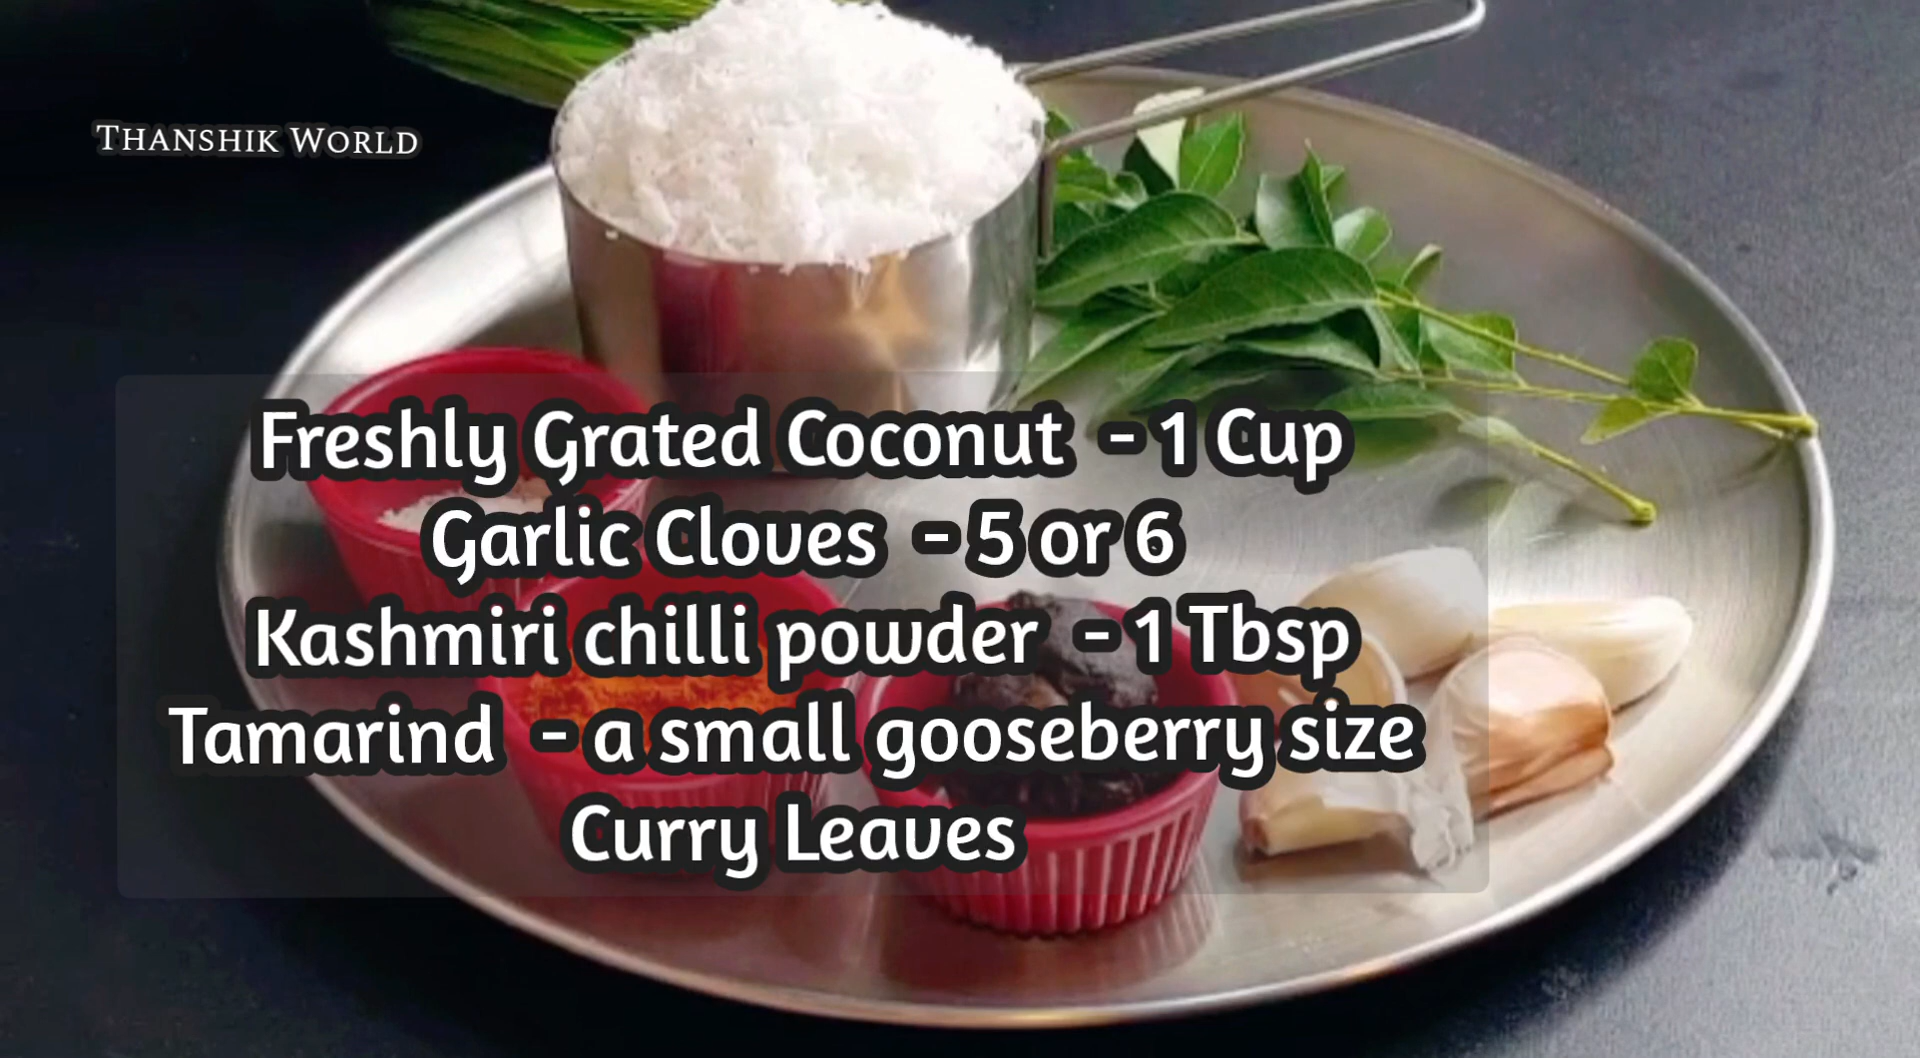 THANSHIK WORLD
Freshly Grated Coconut - 1 Cup
Garlic Cloves - 5 or 6
Kashmiri chilli powder - 1 Tbsp
Tamarind - a small gooseberry size
Curry Leaves